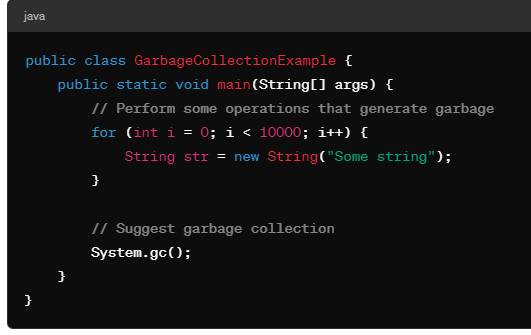 java
public class GarbageCollectionExample {
    public static void main(String[] args) {
        // Perform some operations that generate garbage
        for (int i = 0; i < 10000; i++) {
            String str = new String("Some string");
        }

        // Suggest garbage collection
        System.gc();
    }
}